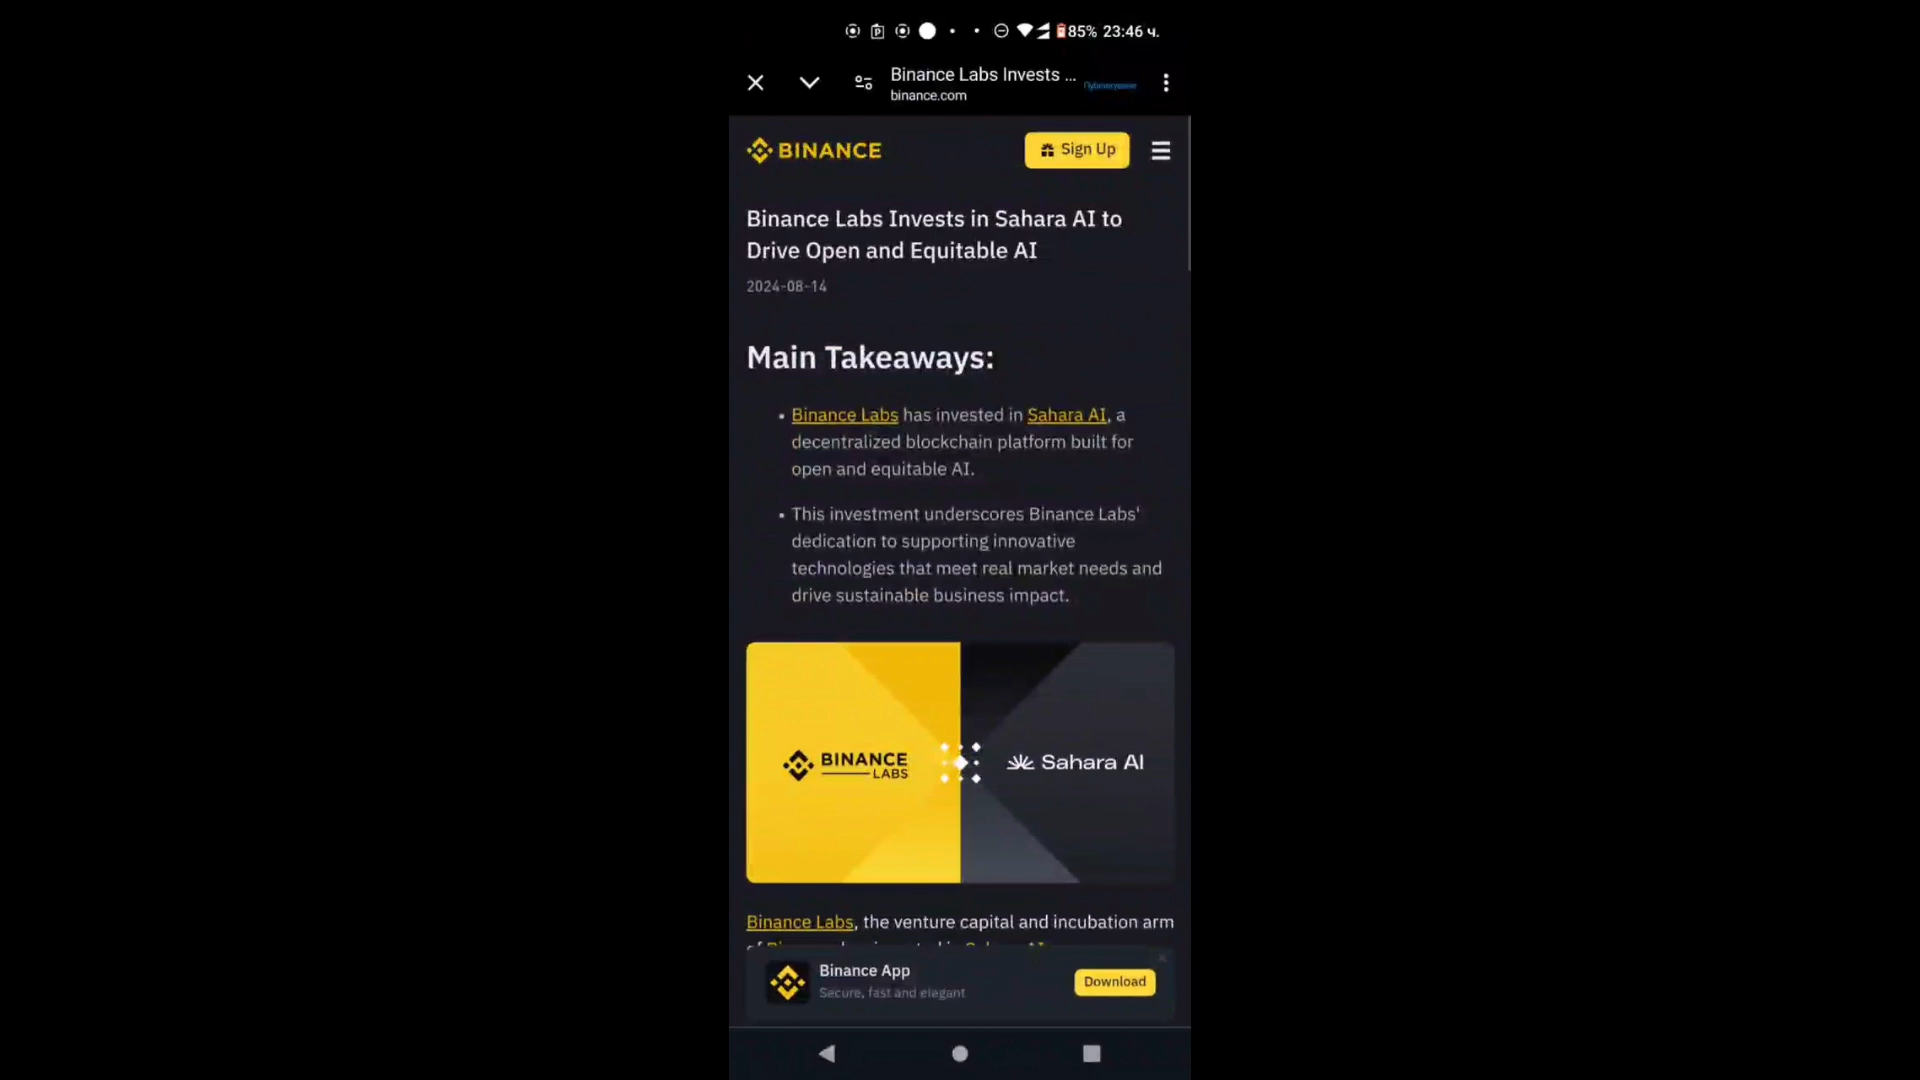 85% 23:46 ч.
Binance Labs Invests ...
binance.com
BINANCE
Sign Up
Binance Labs Invests in Sahara AI to
Drive Open and Equitable AI
2024-08-14
Main Takeaways:
• Binance Labs has invested in Sahara AI, a
decentralized blockchain platform built for
open and equitable AI.
• This investment underscores Binance Labs'
dedication to supporting innovative
technologies that meet real market needs and
drive sustainable business impact.
BINANCE
LABS
Sahara AI
Binance Labs, the venture capital and incubation arm
Binance App
Secure, fast and elegant
Download